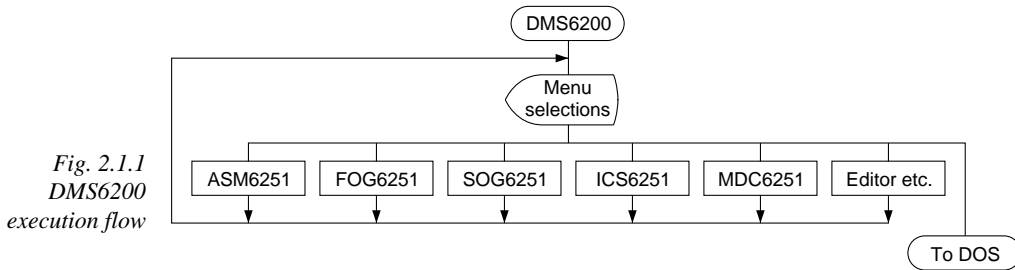 DMS6200
Menu
selections
Fig. 2.1.1
DMS6200
execution flow
ASM6251
FOG6251
SOG6251
ICS6251
MDC6251
Editor etc.
To DOS